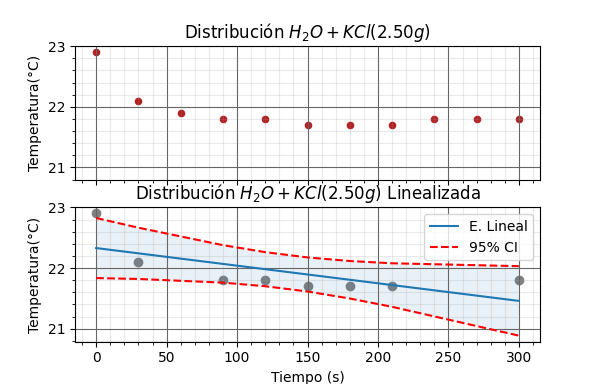 Distribución H₂O + KCl(2.50g)
23
22
21
Temperatura(°C)
Distribución H₂O + KCl(2.50g) Linealizada
23
22
21
Temperatura(°C)
E. Lineal
95% CI
0 50 100 150 200 250 300
Tiempo (s)